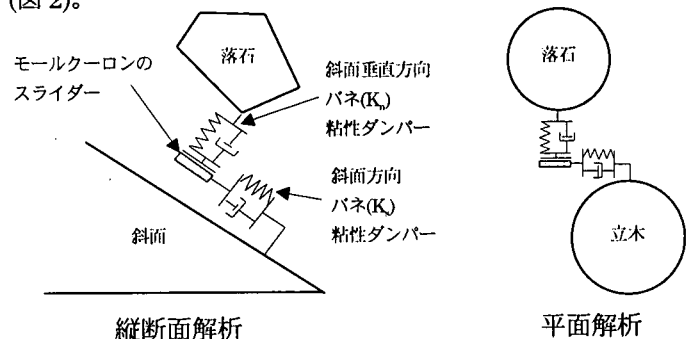 (図 2)。
落石
モールクーロンの
スライダー
斜面垂直方向
バネ(Kn)
粘性ダンパー
斜面方向
バネ(Ks)
粘性ダンパー
斜面
縦断面解析
落石
立木
平面解析